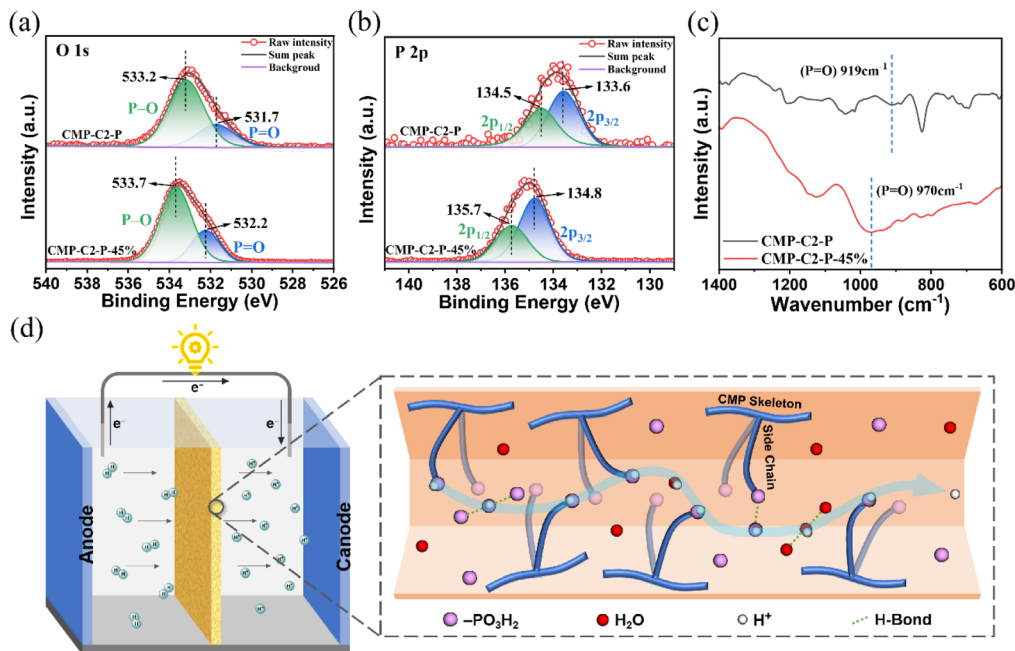 (a)
O 1s
Raw intensity
Sum peak
Background
533.2
P–O
531.7
P=O
CMP-C2-P
533.7
P–O
532.2
P=O
CMP-C2-P-45%
Intensity (a.u.)
540 538 536 534 532 530 528 526
Binding Energy (eV)
(b)
P 2p
Raw intensity
Sum peak
Background
134.5
133.6
2p1/2
2p3/2
CMP-C2-P
135.7
134.8
2p1/2
2p3/2
CMP-C2-P-45%
Intensity (a.u.)
140 138 136 134 132 130
Binding Energy (eV)
(c)
(P=O) 919cm-1
(P=O) 970cm-1
CMP-C2-P
CMP-C2-P-45%
Intensity (a.u.)
1400 1200 1000 800 600
Wavenumber (cm-1)
(d)
e-
e-
e-
Anode
Canode
H H
H+
CMP Skeleton
Side Chain
–PO3H2
H2O
H+
H-Bond